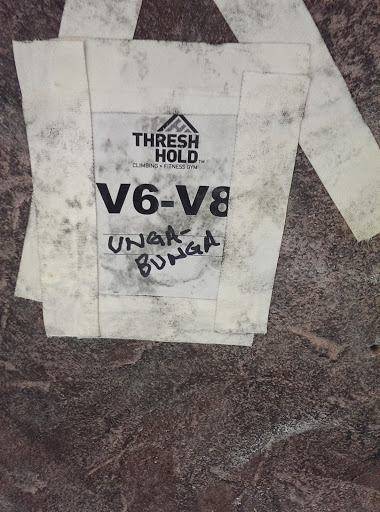 THRESH
HOLD™
CLIMBING + FITNESS GYM
V6-V8
UNGA-
BUNGA